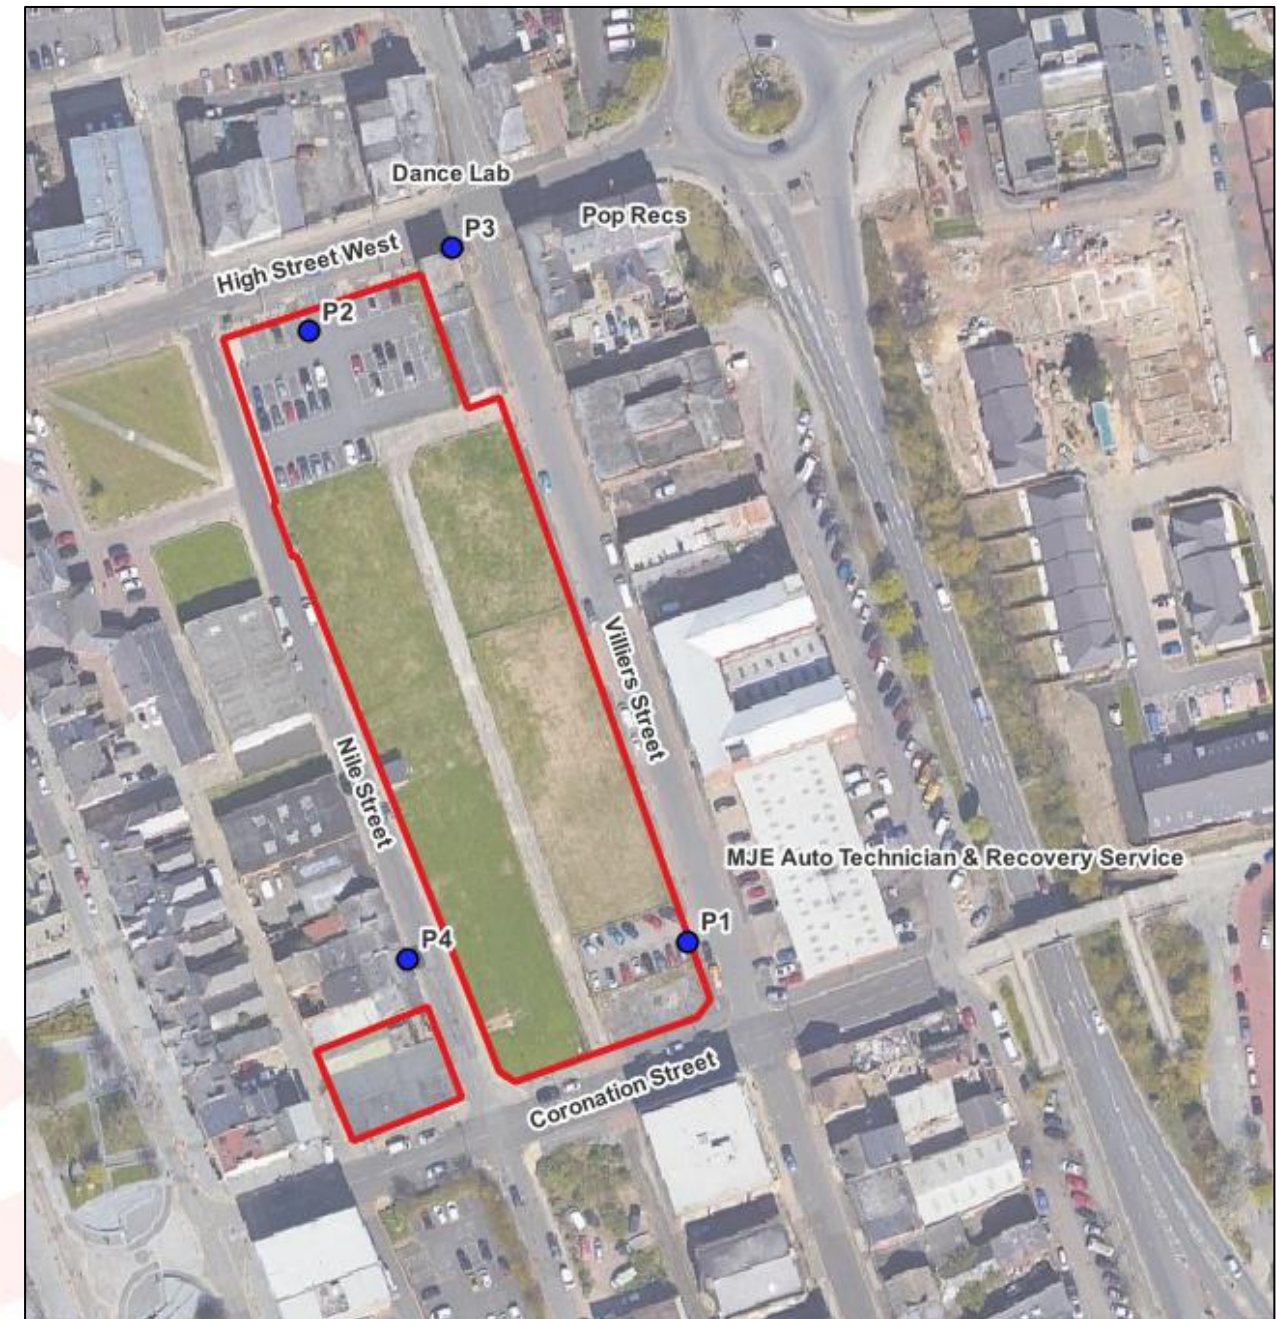 Dance Lab
Pop Recs
P3
High Street West
P2
Villiers Street
Nile Street
MJE Auto Technician & Recovery Service
P1
P4
Coronation Street